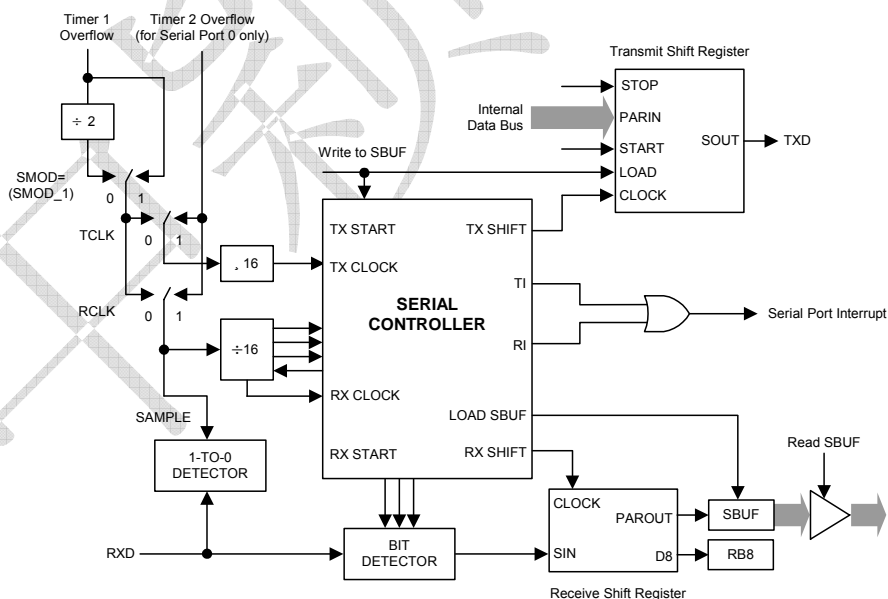 Timer 1
Overflow
Timer 2 Overflow
(for Serial Port 0 only)
÷ 2
SMOD=
(SMOD_1)
0
1
TCLK
0
1
RCLK
0
1
¸ 16
÷16
SAMPLE
1-TO-0
DETECTOR
RXD
Write to SBUF
TX START
TX SHIFT
TX CLOCK
TI
SERIAL
CONTROLLER
RI
RX CLOCK
LOAD SBUF
RX START
RX SHIFT
BIT
DETECTOR
Transmit Shift Register
Internal
Data Bus
STOP
PARIN
START
LOAD
CLOCK
SOUT
TXD
Serial Port Interrupt
Read SBUF
CLOCK
PAROUT
SIN
D8
SBUF
RB8
Receive Shift Register